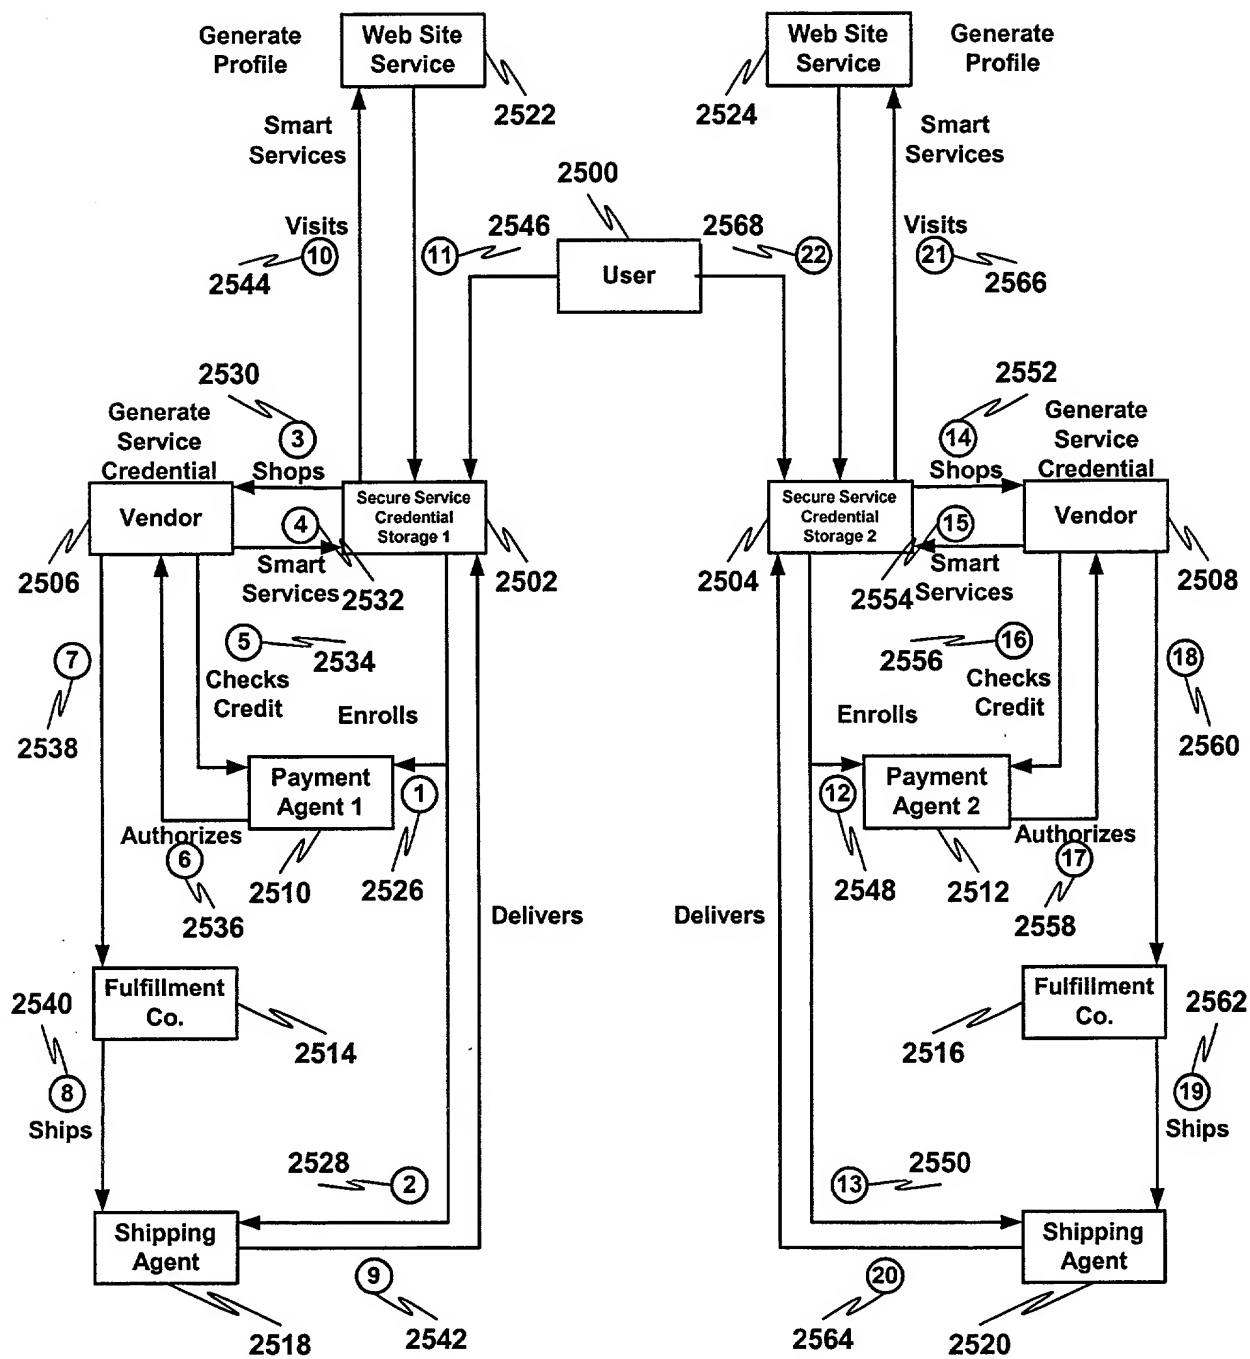 Generate
Profile
Web Site
Service
2522
Smart
Services
Web Site
Service
Generate
Profile
2524
Smart
Services
2500
User
Visits
10
2544
11
2546
2568
22
Visits
21
2566
2530
3
Generate
Service
Credential
Shops
Vendor
2506
4
Smart
Services
2532
Secure Service
Credential
Storage 1
2502
2552
14
Generate
Service
Credential
Shops
Secure Service
Credential
Storage 2
2504
15
2554
Smart
Services
Vendor
2508
7
2538
5
2534
Checks
Credit
Enrolls
Payment
Agent 1
1
2526
2510
Authorizes
6
2536
Delivers
2556
16
Checks
Credit
18
2560
Enrolls
12
2548
Payment
Agent 2
2512
Authorizes
17
2558
Delivers
Fulfillment
Co.
2514
2540
8
Ships
2528
2
Shipping
Agent
2518
9
2542
Fulfillment
Co.
2516
2562
19
Ships
13
2550
Shipping
Agent
20
2564
2520